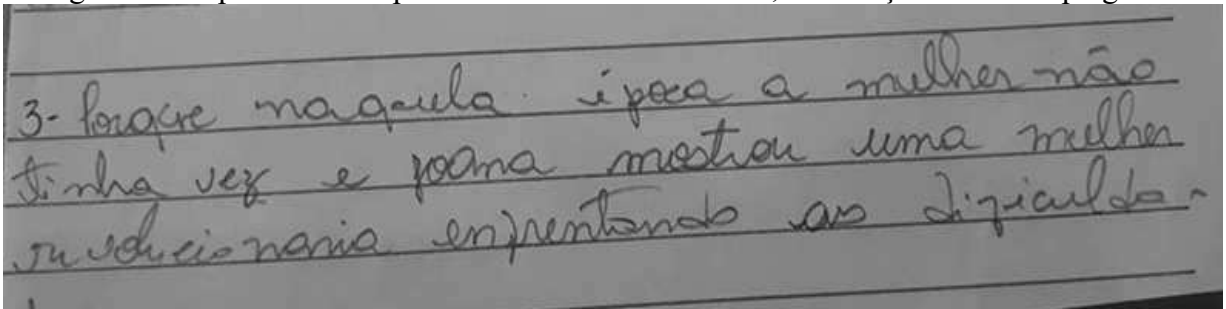 3- Porque naquela época a mulher não
tinha vez e joana mostrou uma mulher
revolucionaria enfrentando as dificulda-